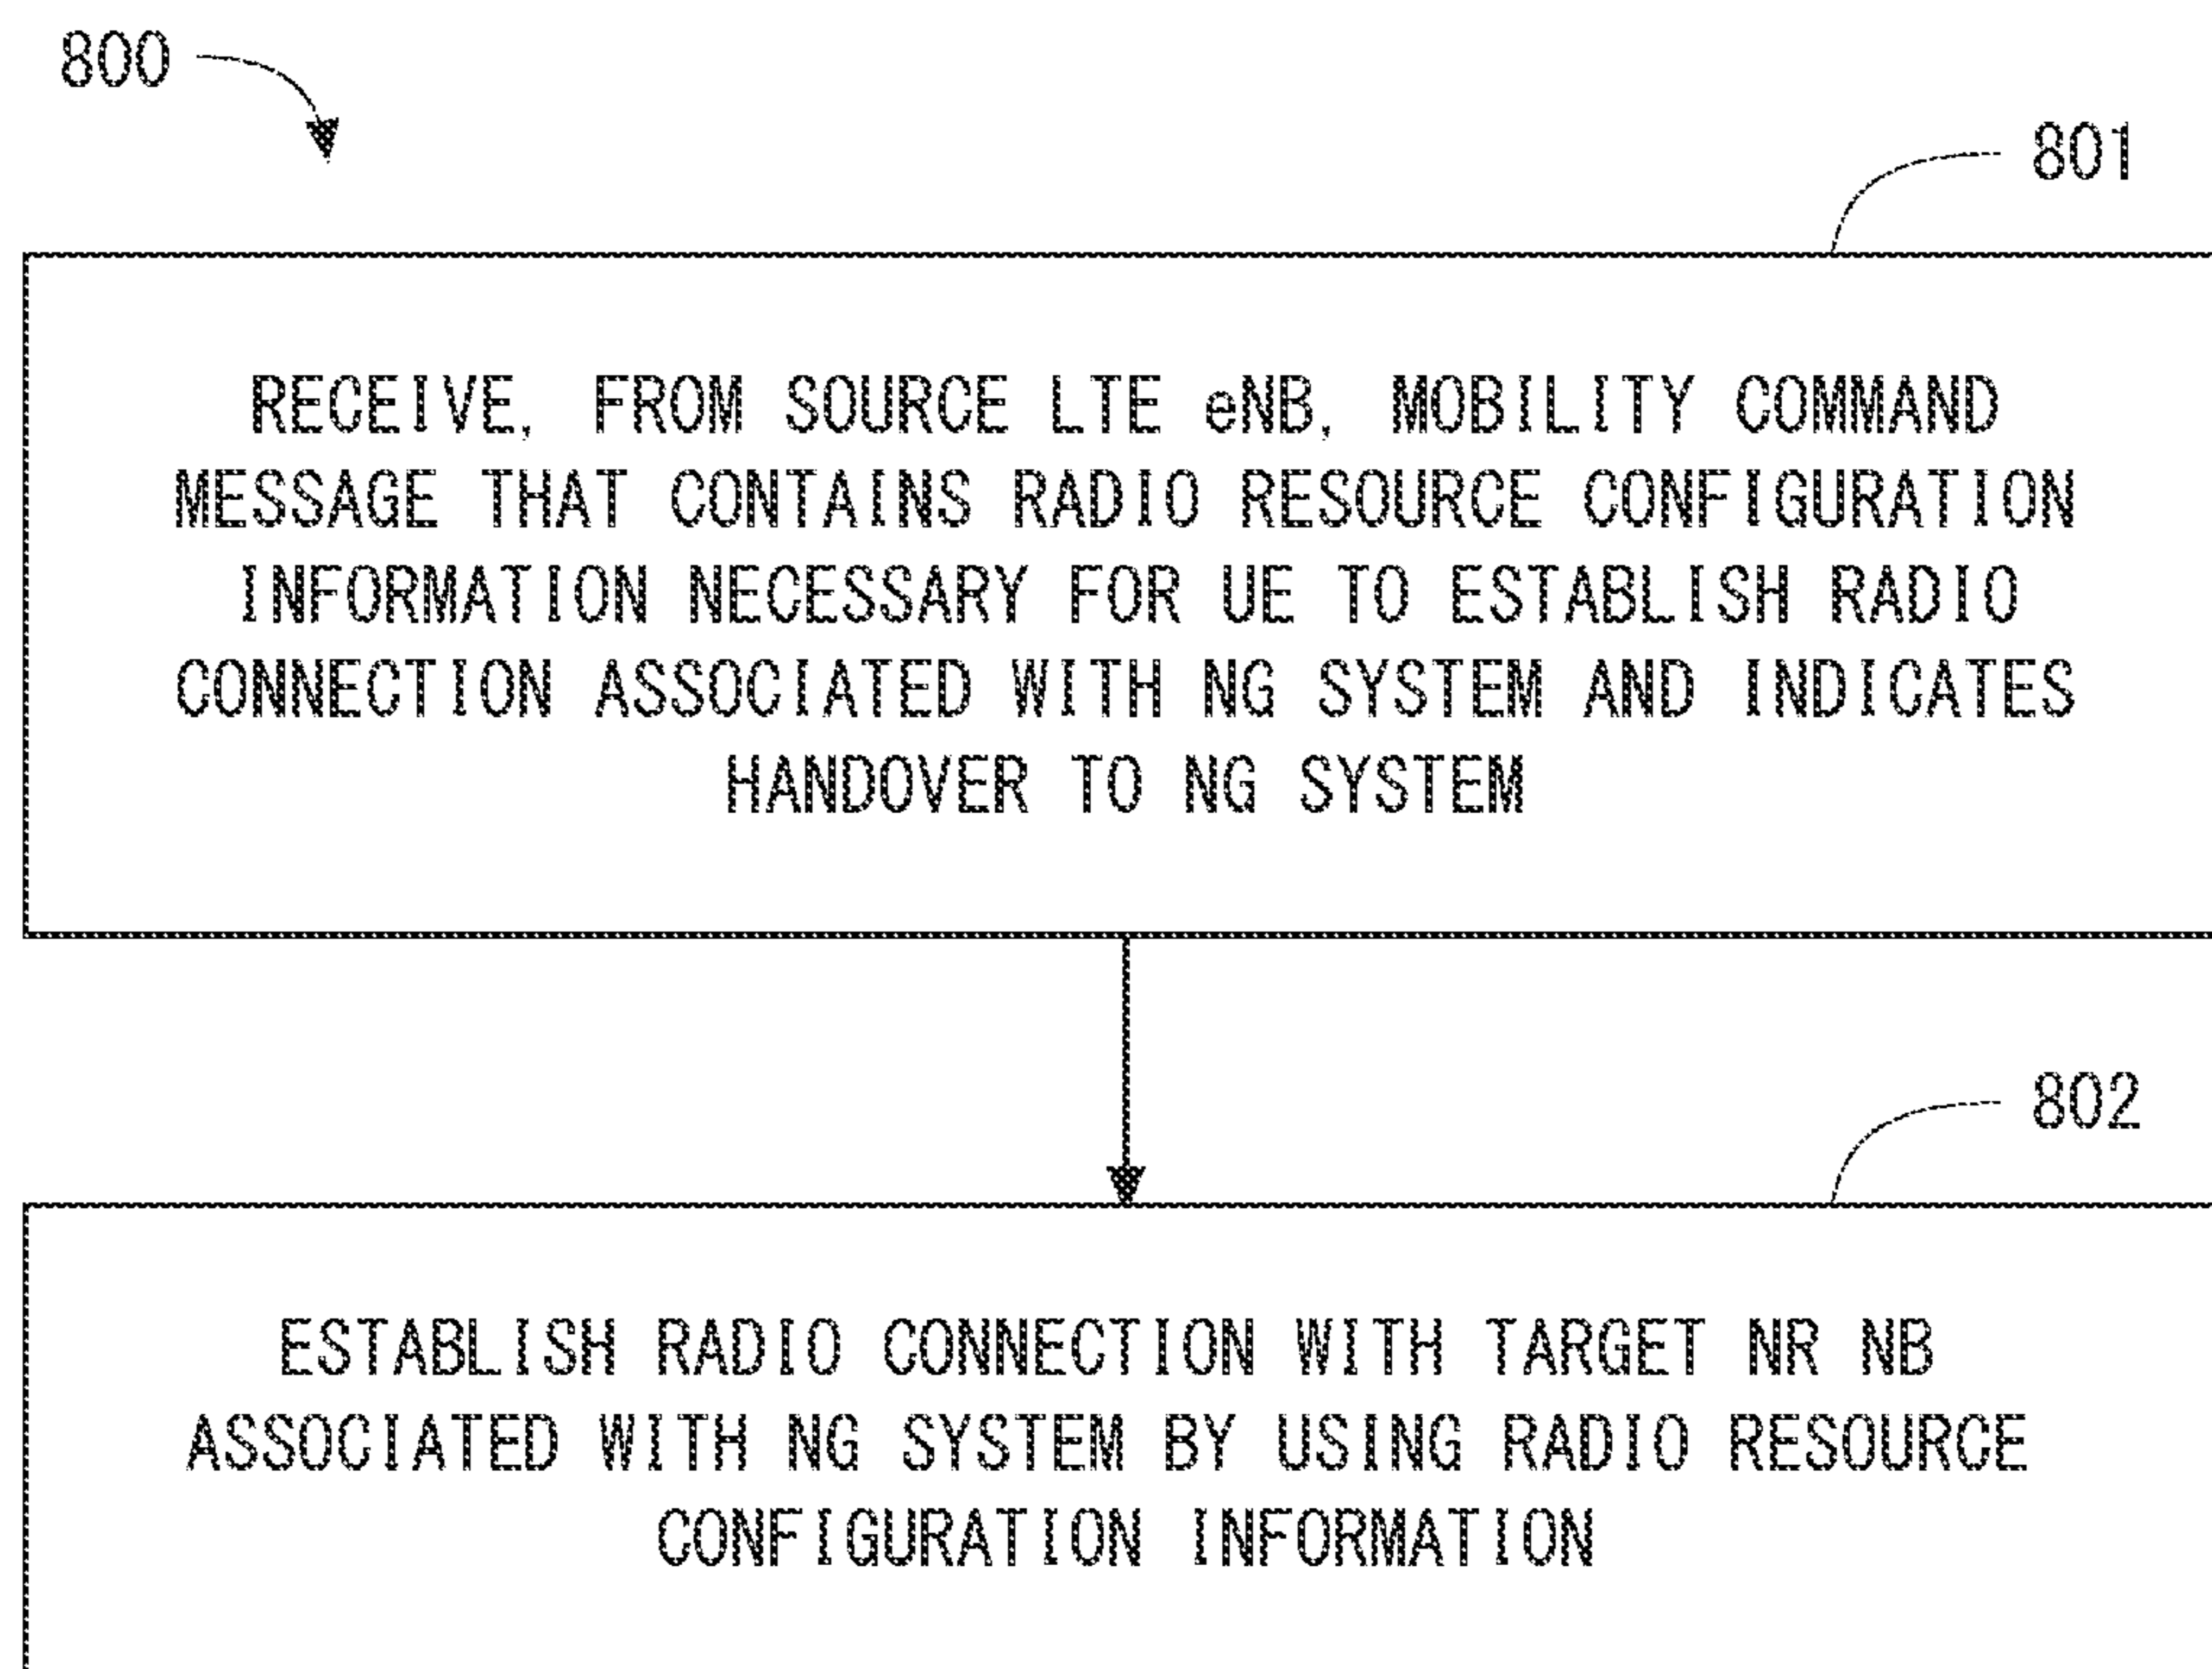 800
801
RECEIVE, FROM SOURCE LTE eNB, MOBILITY COMMAND
MESSAGE THAT CONTAINS RADIO RESOURCE CONFIGURATION
INFORMATION NECESSARY FOR UE TO ESTABLISH RADIO
CONNECTION ASSOCIATED WITH NG SYSTEM AND INDICATES
HANDOVER TO NG SYSTEM
802
ESTABLISH RADIO CONNECTION WITH TARGET NR NB
ASSOCIATED WITH NG SYSTEM BY USING RADIO RESOURCE
CONFIGURATION INFORMATION